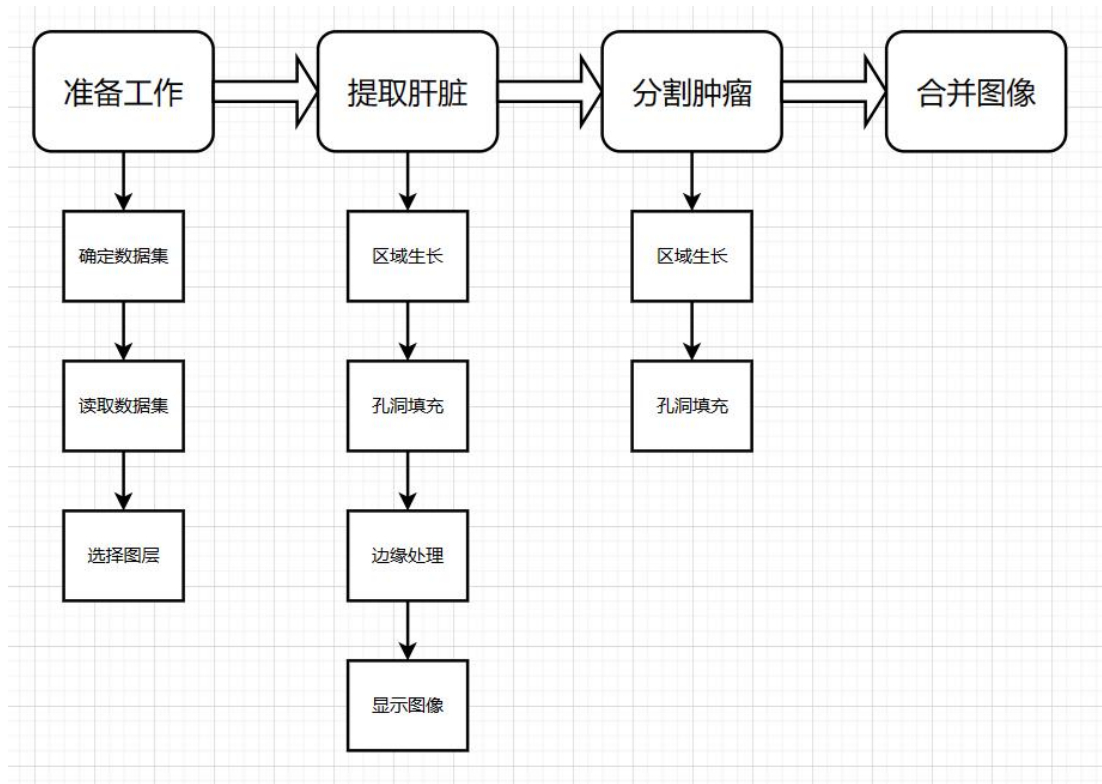 准备工作
提取肝脏
分割肿瘤
合并图像
确定数据集
区域生长
区域生长
读取数据集
孔洞填充
孔洞填充
选择图层
边缘处理
显示图像